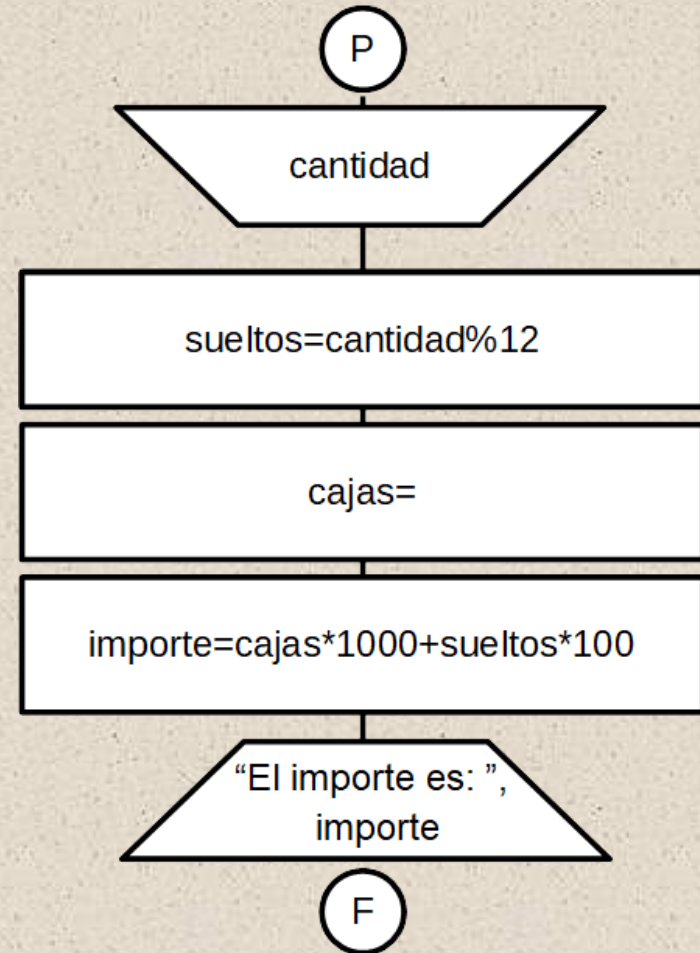 P
cantidad
sueltos=cantidad%12
cajas=
importe=cajas*1000+sueltos*100
“El importe es: ”,
importe
F